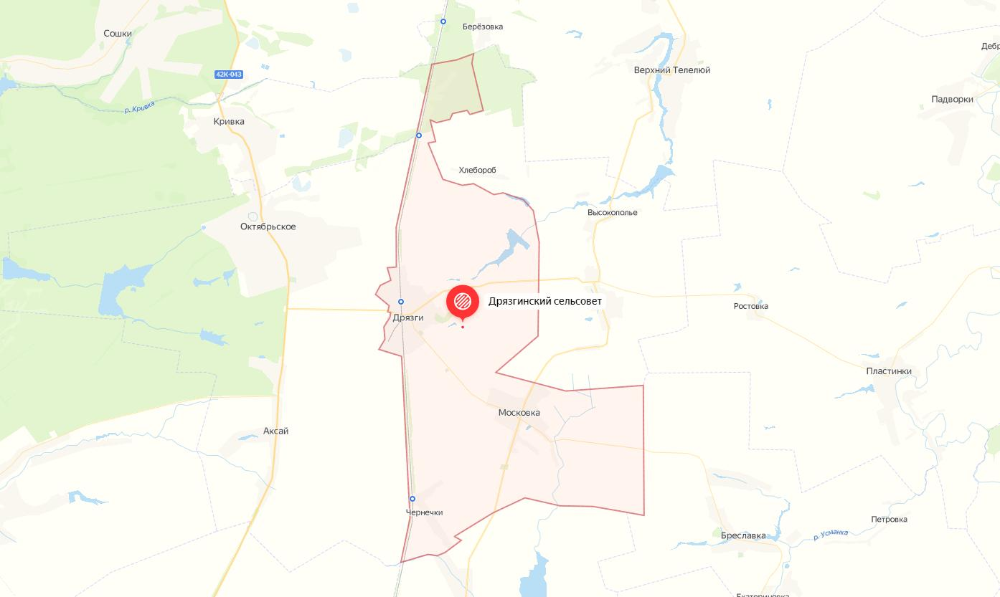 Берёзовка
Сошки
Дебр
Верхний Телелюй
42К-043
Падворки
р. Кривка
Кривка
Хлебороб
Высокополье
Октябрьское
Дрязгинский сельсовет
Ростовка
Дрязги
Пластинки
Московка
Аксай
Чернечки
Петровка
Бреславка
р. Усманка
Екатериновка